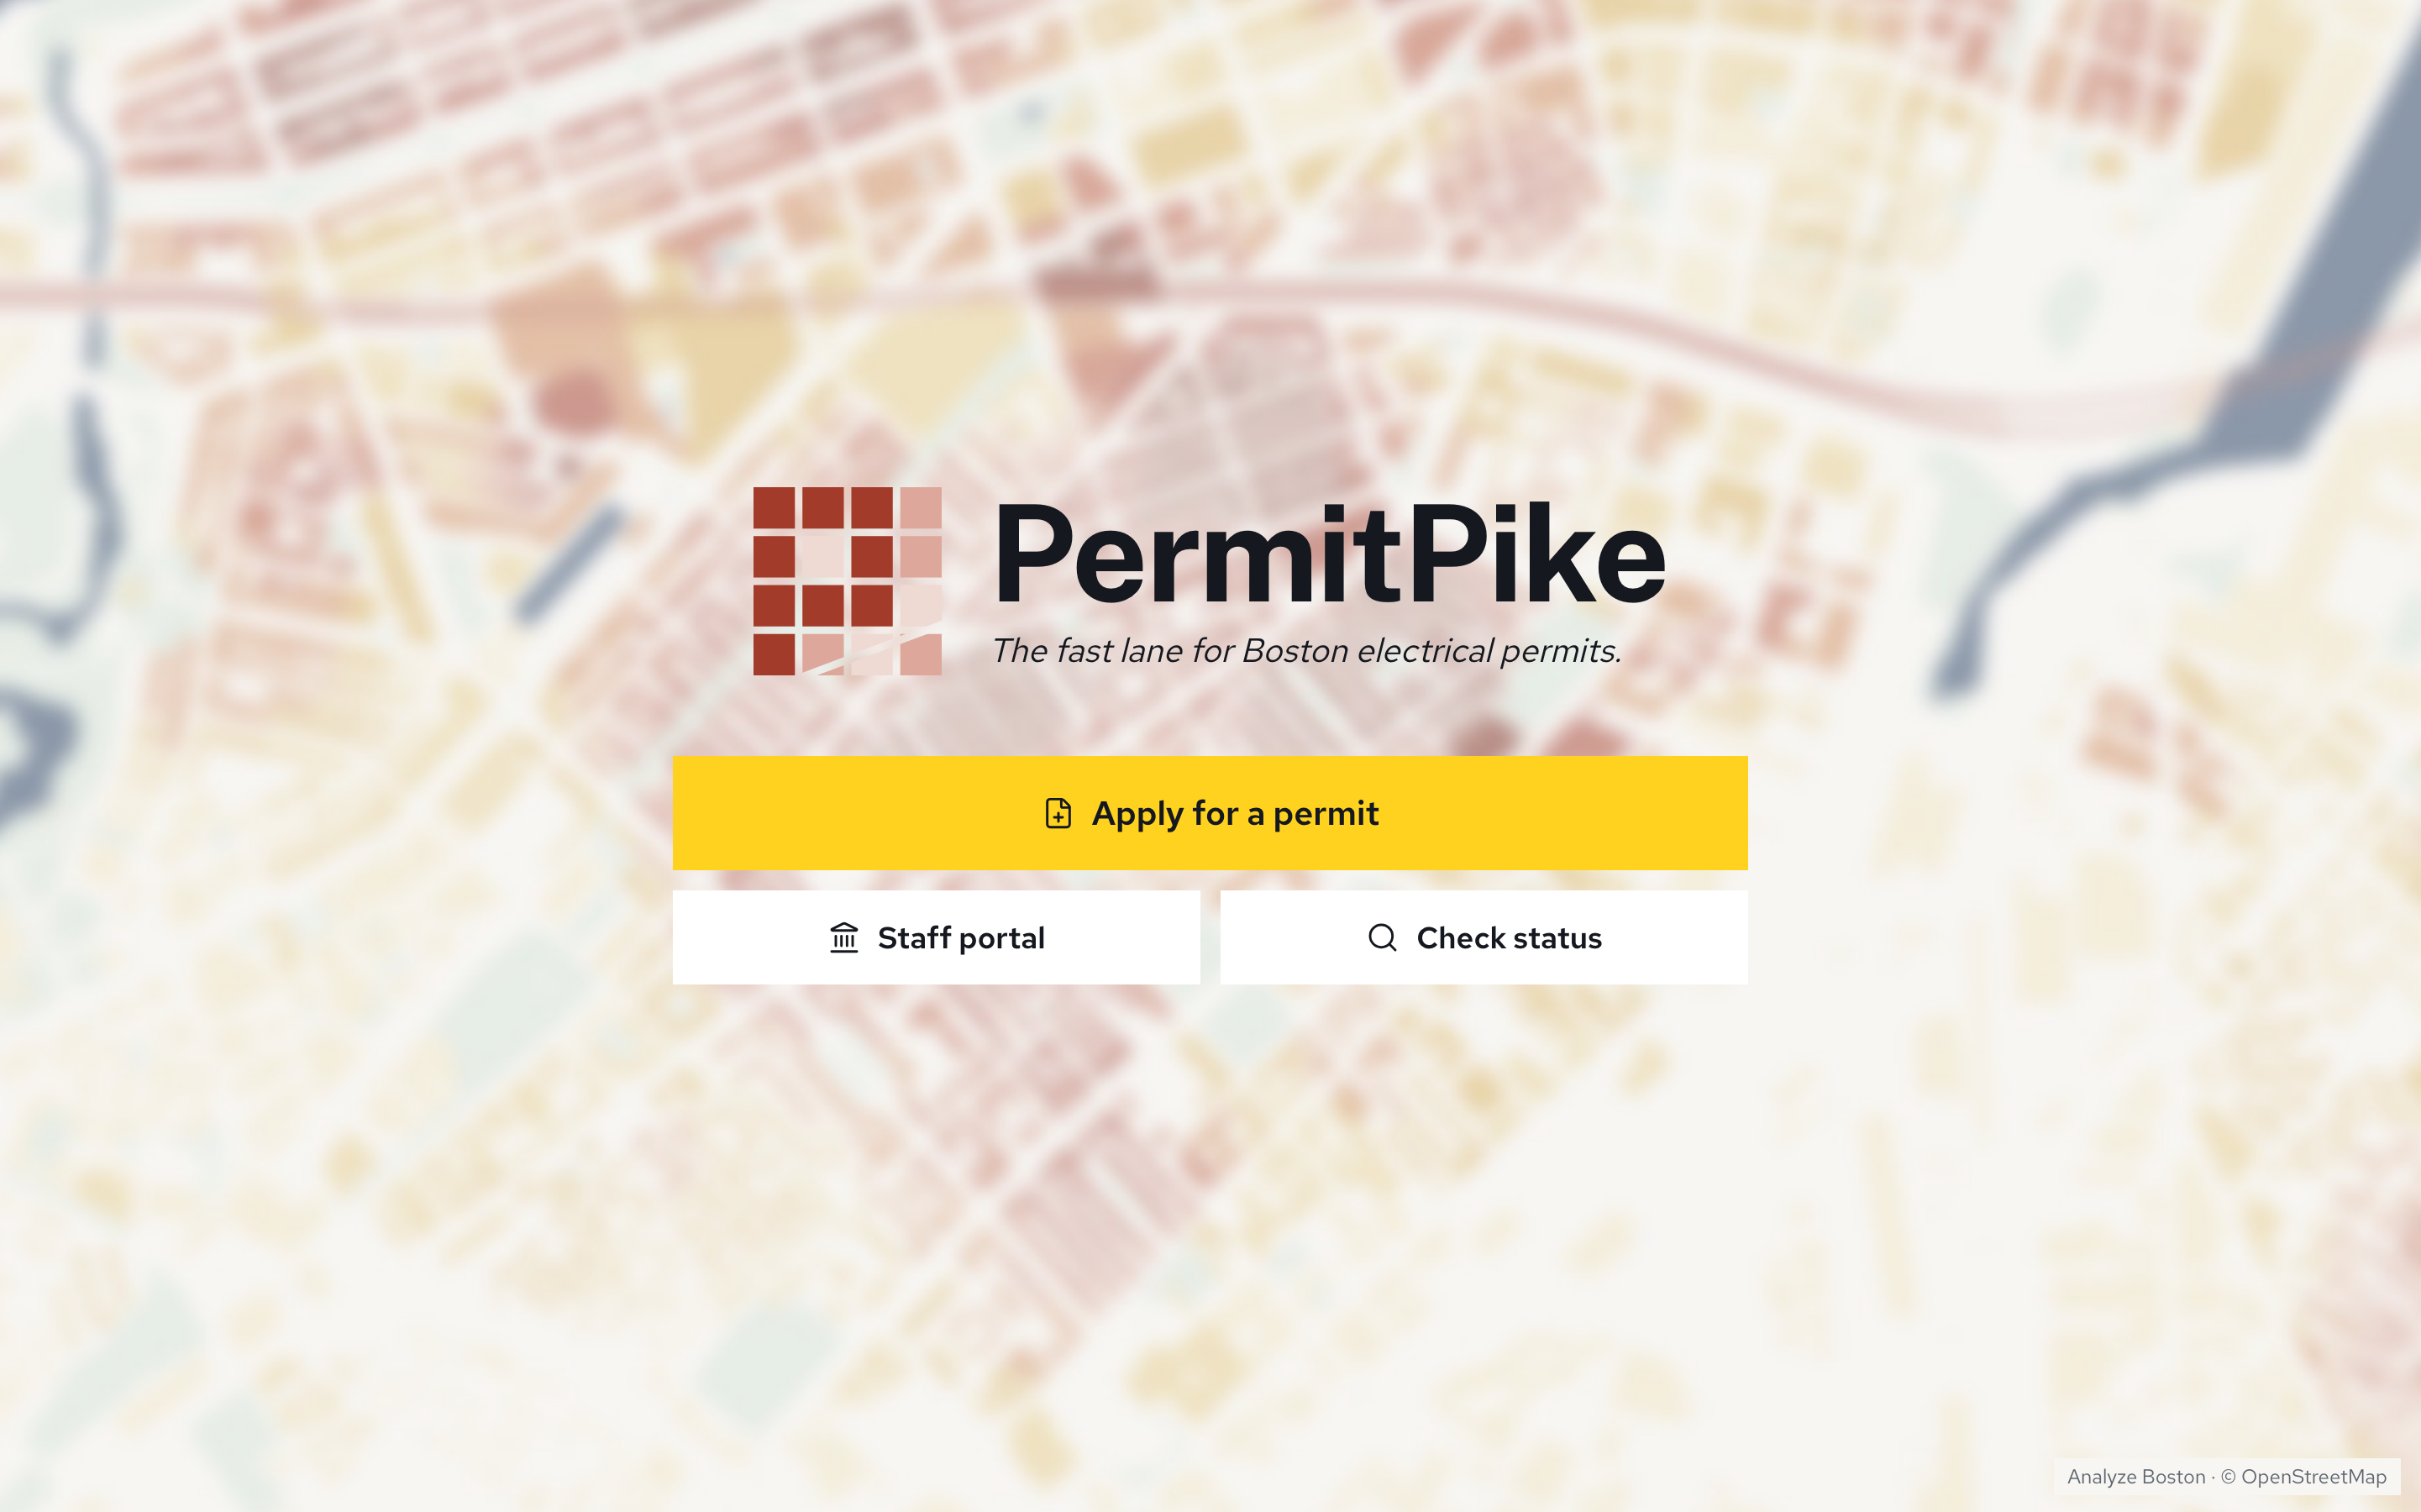 PermitPike
The fast lane for Boston electrical permits.
Apply for a permit
Staff portal
Check status
Analyze Boston · © OpenStreetMap